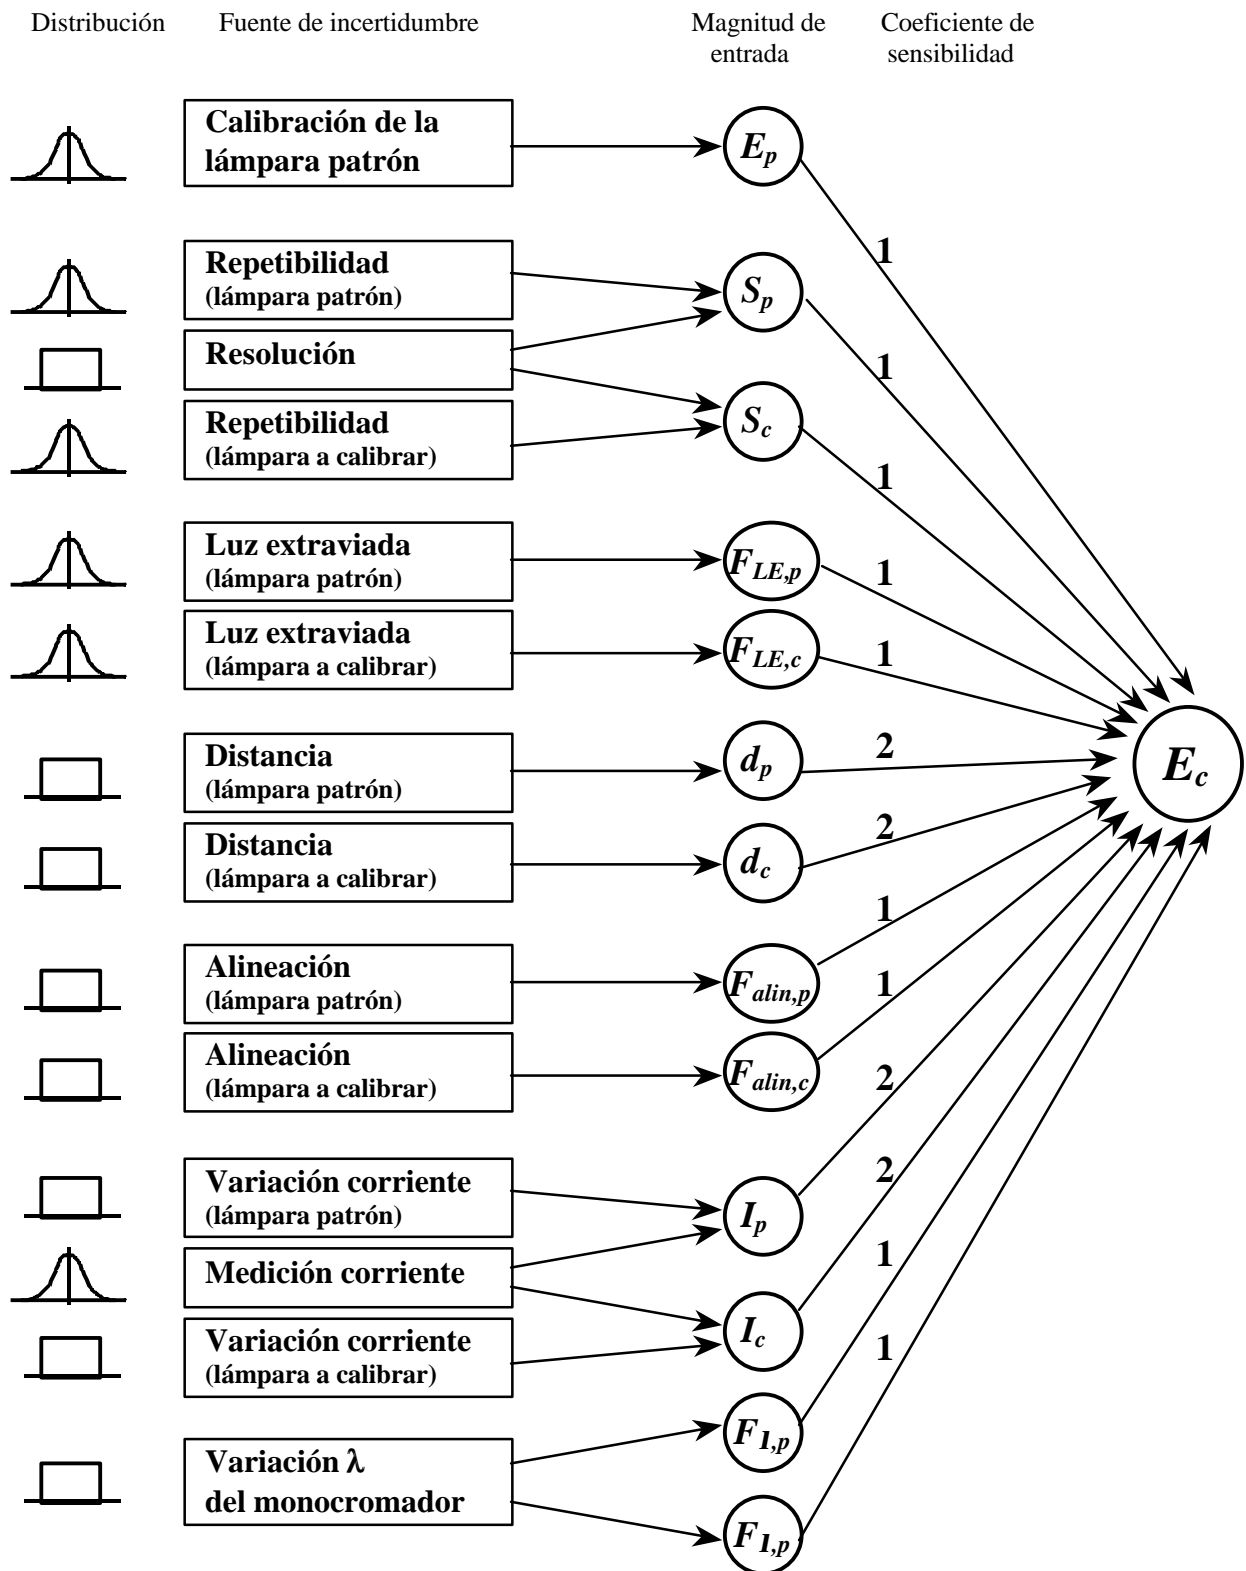 Distribución Fuente de incertidumbre Magnitud de entrada Coeficiente de sensibilidad
Calibración de la
lámpara patrón
E_p
1
Repetibilidad
(lámpara patrón)
S_p
Resolución
1
Repetibilidad
(lámpara a calibrar)
S_c
1
Luz extraviada
(lámpara patrón)
F_LE,p
1
Luz extraviada
(lámpara a calibrar)
F_LE,c
1
Distancia
(lámpara patrón)
d_p
2
E_c
Distancia
(lámpara a calibrar)
d_c
2
Alineación
(lámpara patrón)
F_alin,p
1
1
Alineación
(lámpara a calibrar)
F_alin,c
2
Variación corriente
(lámpara patrón)
I_p
2
Medición corriente
1
Variación corriente
(lámpara a calibrar)
I_c
1
Variación λ
del monocromador
F_1,p
F_1,p